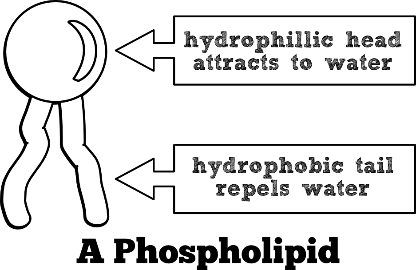 hydrophillic head
attracts to water
hydrophobic tail
repels water
A Phospholipid